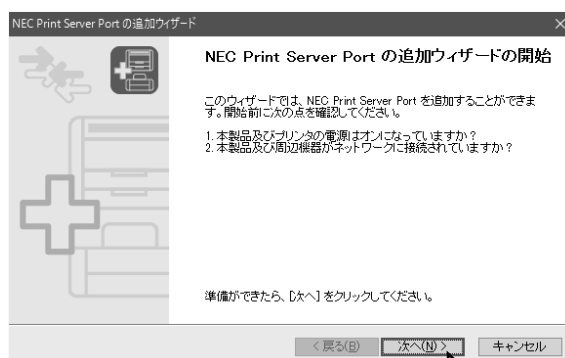 NEC Print Server Port の追加ウィザード
NEC Print Server Port の追加ウィザードの開始
このウィザードでは、NEC Print Server Port を追加することができま
す。開始前に次の点を確認してください。
1. 本製品及びプリンタの電源はオンになっていますか？
2. 本製品及び周辺機器がネットワークに接続されていますか？
準備ができたら、[次へ] をクリックしてください。
< 戻る(B)
次へ(N) >
キャンセル